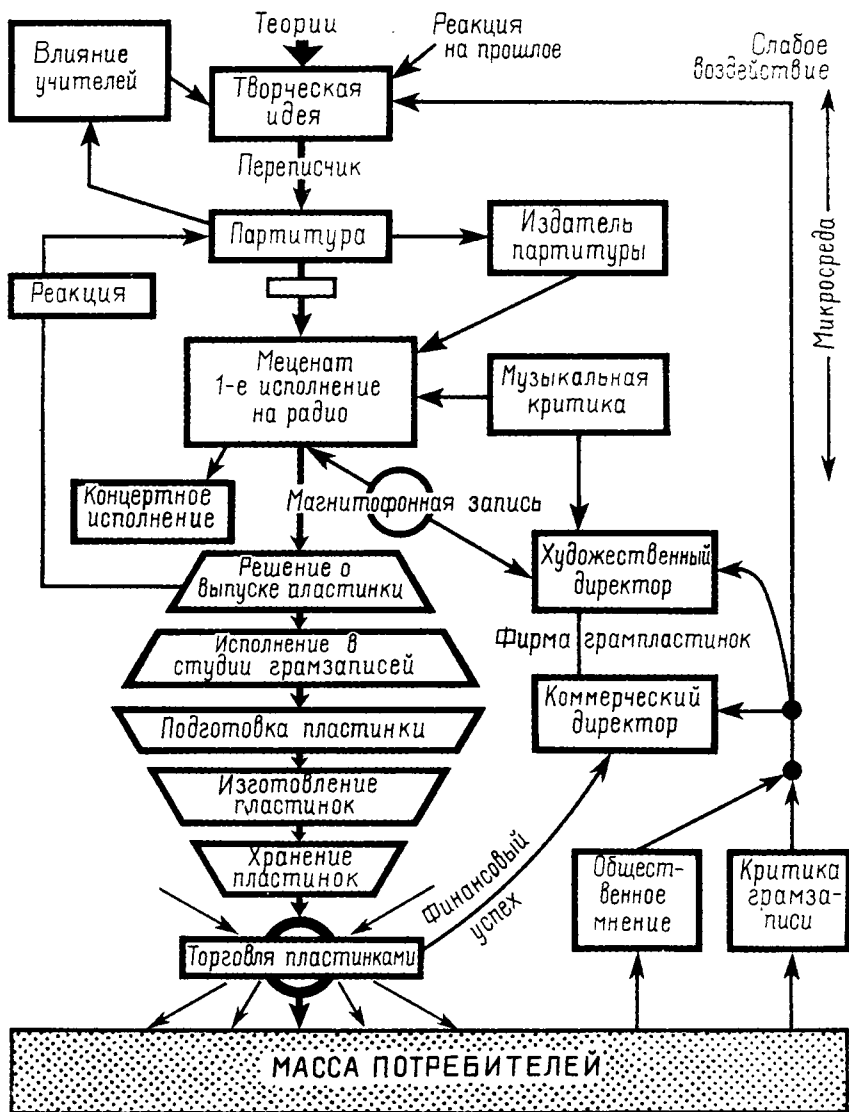 Теории
Реакция
на прошлое
Слабое
воздействие
Влияние
учителей
Творческая
идея
Переписчик
Партитура
Издатель
партитуры
Микросреда
Реакция
Меценат
1-е исполнение
на радио
Музыкальная
критика
Концертное
исполнение
Магнитофонная запись
Решение о
выпуске пластинки
Художественный
директор
Исполнение в
студии грамзаписей
Фирма грампластинок
Подготовка пластинки
Коммерческий
директор
Изготовление
пластинок
Хранение
пластинок
Финансовый
успех
Общест-
венное
мнение
Критика
грамза-
писи
Торговля пластинками
МАССА ПОТРЕБИТЕЛЕЙ